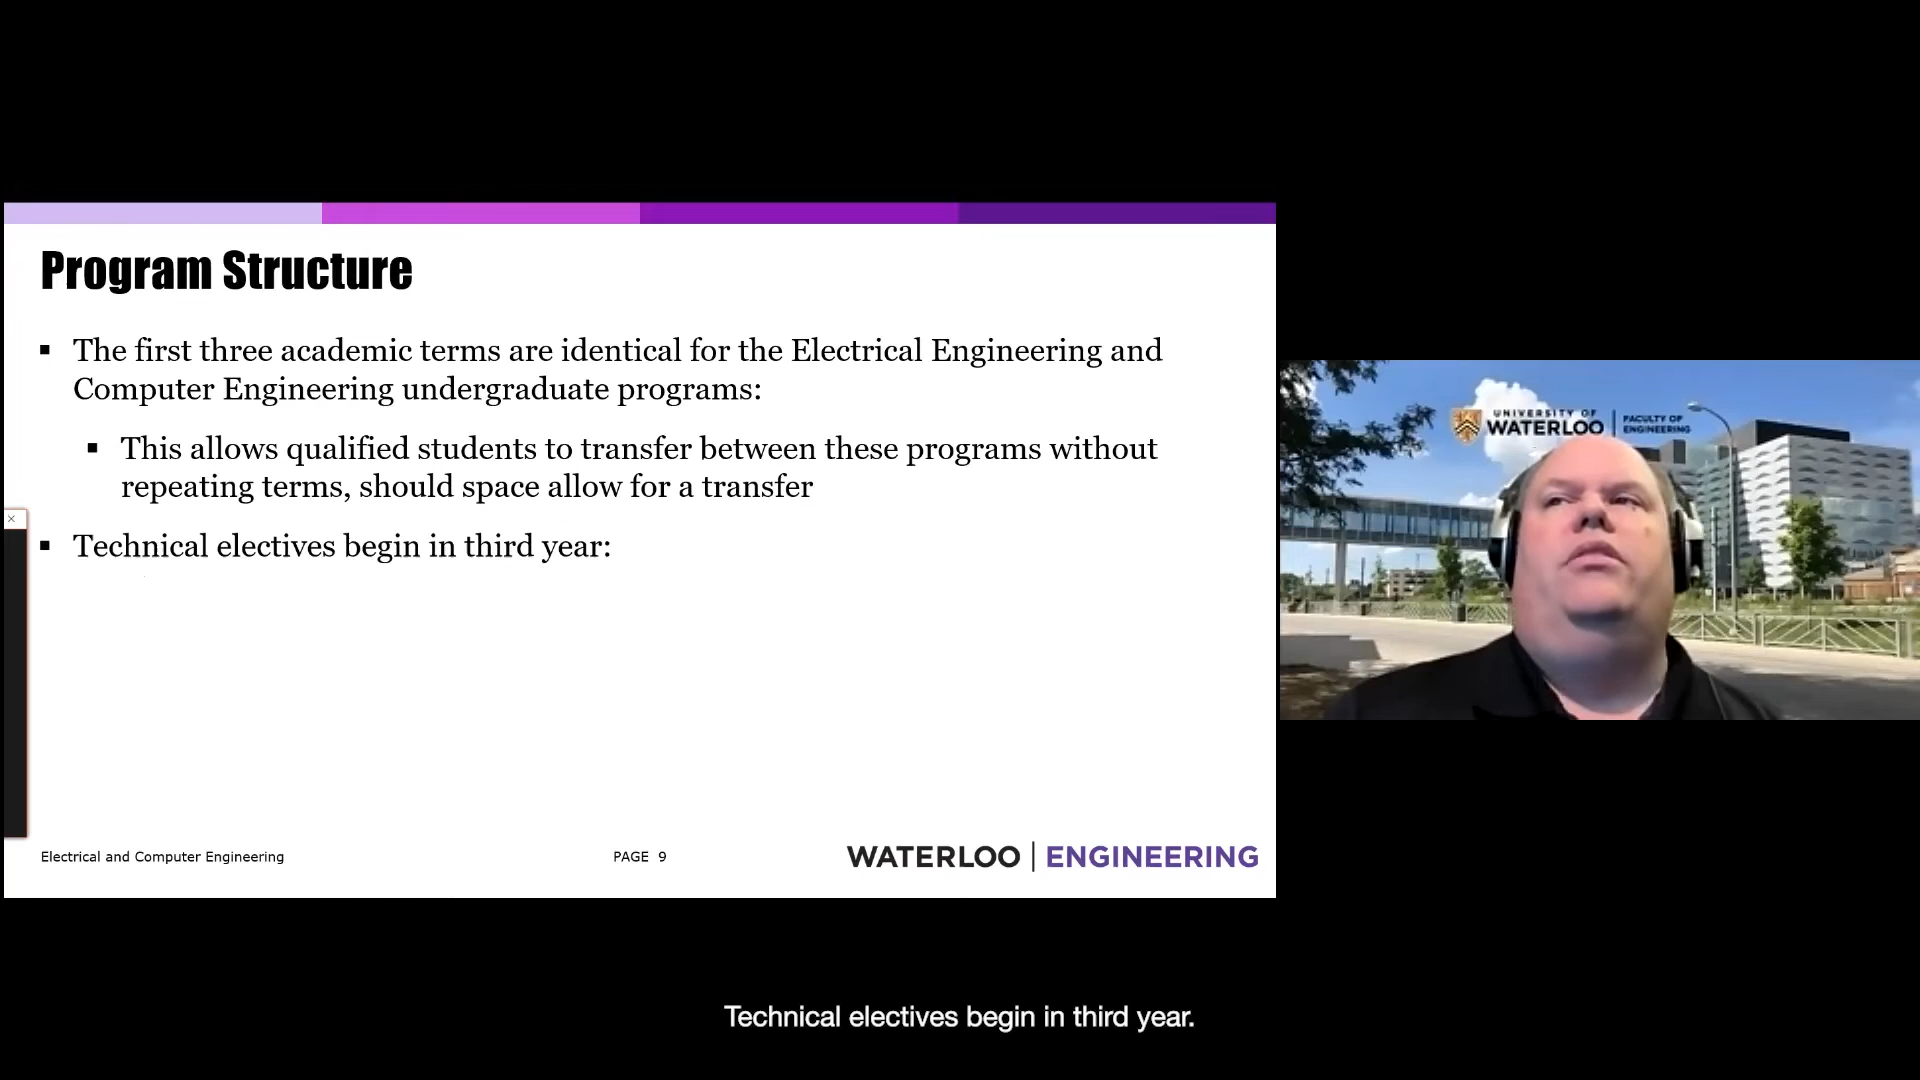 Program Structure
▪ The first three academic terms are identical for the Electrical Engineering and
Computer Engineering undergraduate programs:
▪ This allows qualified students to transfer between these programs without
repeating terms, should space allow for a transfer
▪ Technical electives begin in third year:
Electrical and Computer Engineering
PAGE 9
WATERLOO | ENGINEERING
UNIVERSITY OF
WATERLOO
FACULTY OF
ENGINEERING
Technical electives begin in third year.